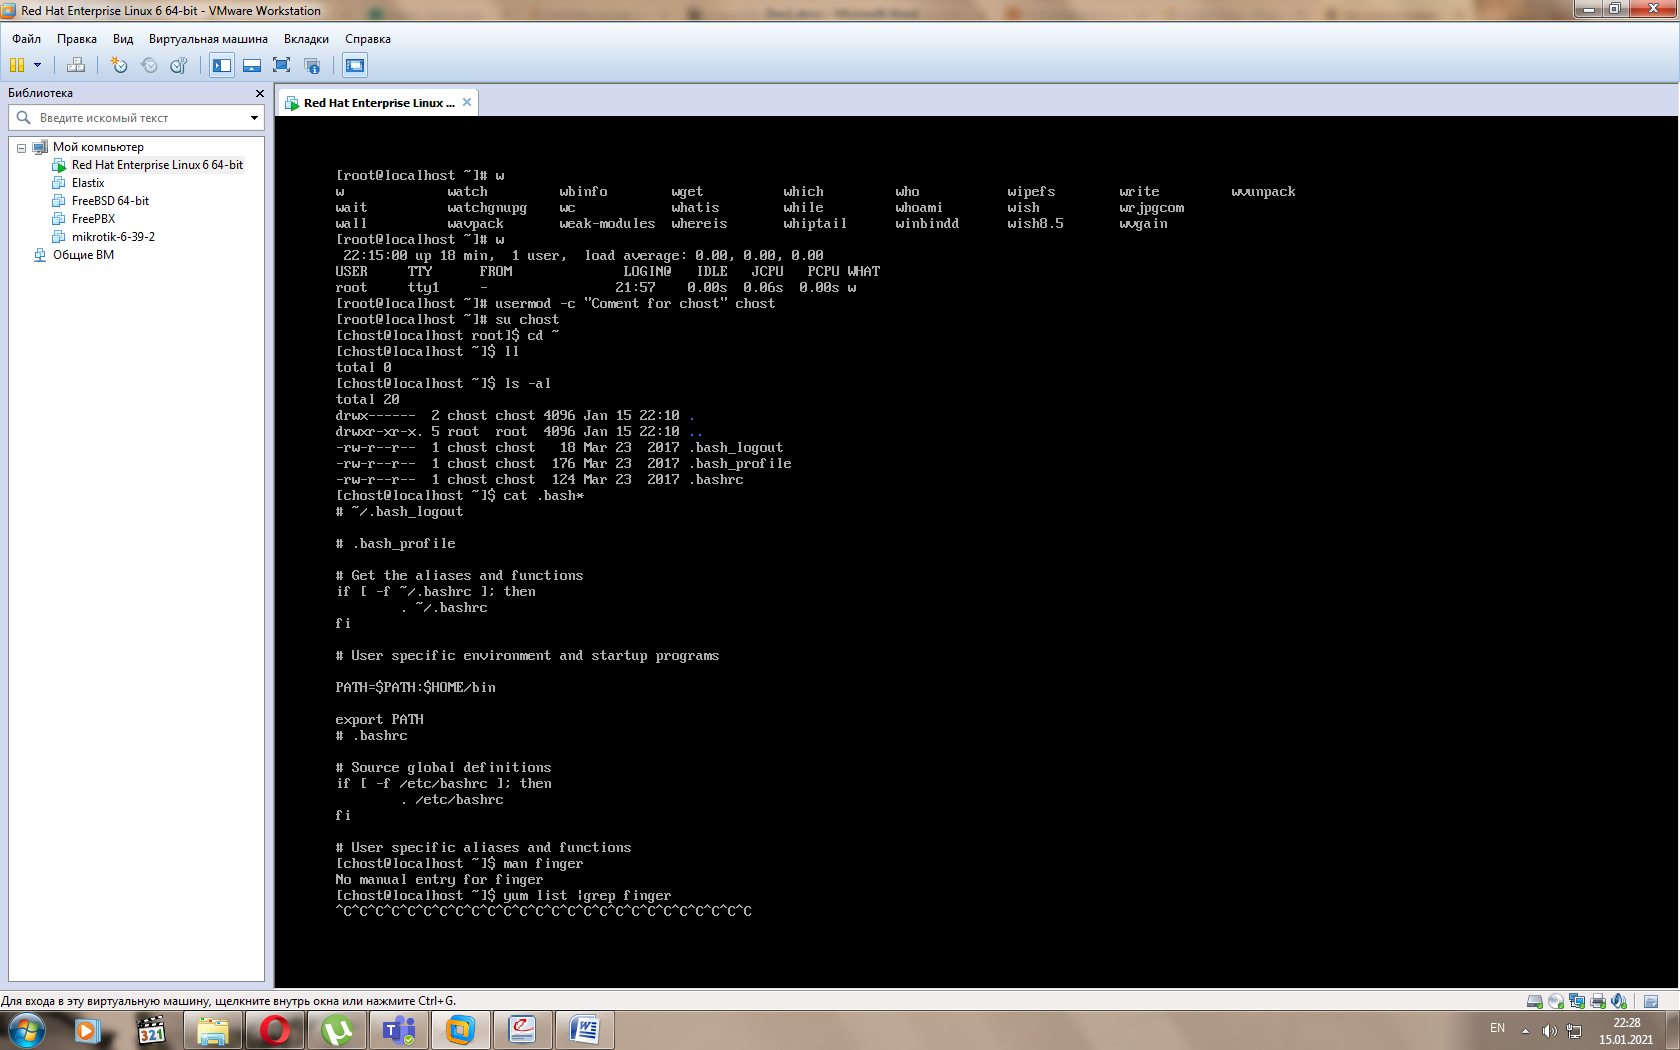 Red Hat Enterprise Linux 6 64-bit - VMware Workstation
Файл Правка Вид Виртуальная машина Вкладки Справка
Библиотека
Введите искомый текст
Мой компьютер
Red Hat Enterprise Linux 6 64-bit
Elastix
FreeBSD 64-bit
FreePBX
mikrotik-6-39-2
Общие ВМ
Red Hat Enterprise Linux ...
[root@localhost ~]# w
w watch wbinfo wget which who wipefs write wvunpack
wait watchgnupg wc whatis while whoami wish wrjpgcom
wall wavpack weak-modules whereis whiptail winbindd wish8.5 wvgain
[root@localhost ~]# w
22:15:00 up 18 min, 1 user, load average: 0.00, 0.00, 0.00
USER TTY FROM LOGIN@ IDLE JCPU PCPU WHAT
root tty1 - 21:57 0.00s 0.06s 0.00s w
[root@localhost ~]# usermod -c "Coment for chost" chost
[root@localhost ~]# su chost
[chost@localhost root]$ cd ~
[chost@localhost ~]$ ll
total 0
[chost@localhost ~]$ ls -al
total 20
drwx------ 2 chost chost 4096 Jan 15 22:10 .
drwxr-xr-x. 5 root root 4096 Jan 15 22:10 ..
-rw-r--r-- 1 chost chost 18 Mar 23 2017 .bash_logout
-rw-r--r-- 1 chost chost 176 Mar 23 2017 .bash_profile
-rw-r--r-- 1 chost chost 124 Mar 23 2017 .bashrc
[chost@localhost ~]$ cat .bash*
# ~/.bash_logout
# .bash_profile
# Get the aliases and functions
if [ -f ~/.bashrc ]; then
. ~/.bashrc
fi
# User specific environment and startup programs
PATH=$PATH:$HOME/bin
export PATH
# .bashrc
# Source global definitions
if [ -f /etc/bashrc ]; then
. /etc/bashrc
fi
# User specific aliases and functions
[chost@localhost ~]$ man finger
No manual entry for finger
[chost@localhost ~]$ yum list |grep finger
^C^C^C^C^C^C^C^C^C^C^C^C^C^C^C^C^C^C^C^C^C^C^C^C^C^C
Для входа в эту виртуальную машину, щелкните внутрь окна или нажмите Ctrl+G.
321
EN
22:28
15.01.2021